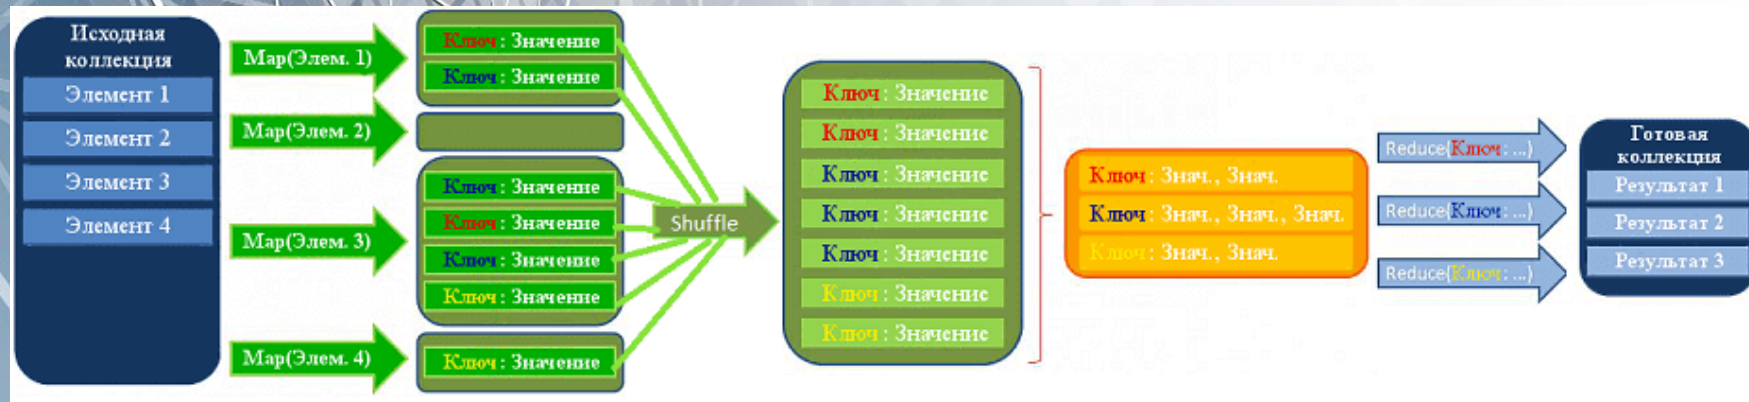 Исходная
коллекция
Элемент 1
Элемент 2
Элемент 3
Элемент 4
Map(Элем. 1)
Map(Элем. 2)
Map(Элем. 3)
Map(Элем. 4)
Ключ: Значение
Ключ: Значение
Ключ: Значение
Ключ: Значение
Ключ: Значение
Ключ: Значение
Ключ: Значение
Shuffle
Ключ: Значение
Ключ: Значение
Ключ: Значение
Ключ: Значение
Ключ: Значение
Ключ: Значение
Ключ: Значение
Ключ: Знач., Знач.
Ключ: Знач., Знач., Знач.
Ключ: Знач., Знач.
Reduce(Ключ: ...)
Reduce(Ключ: ...)
Reduce(Ключ: ...)
Готовая
коллекция
Результат 1
Результат 2
Результат 3